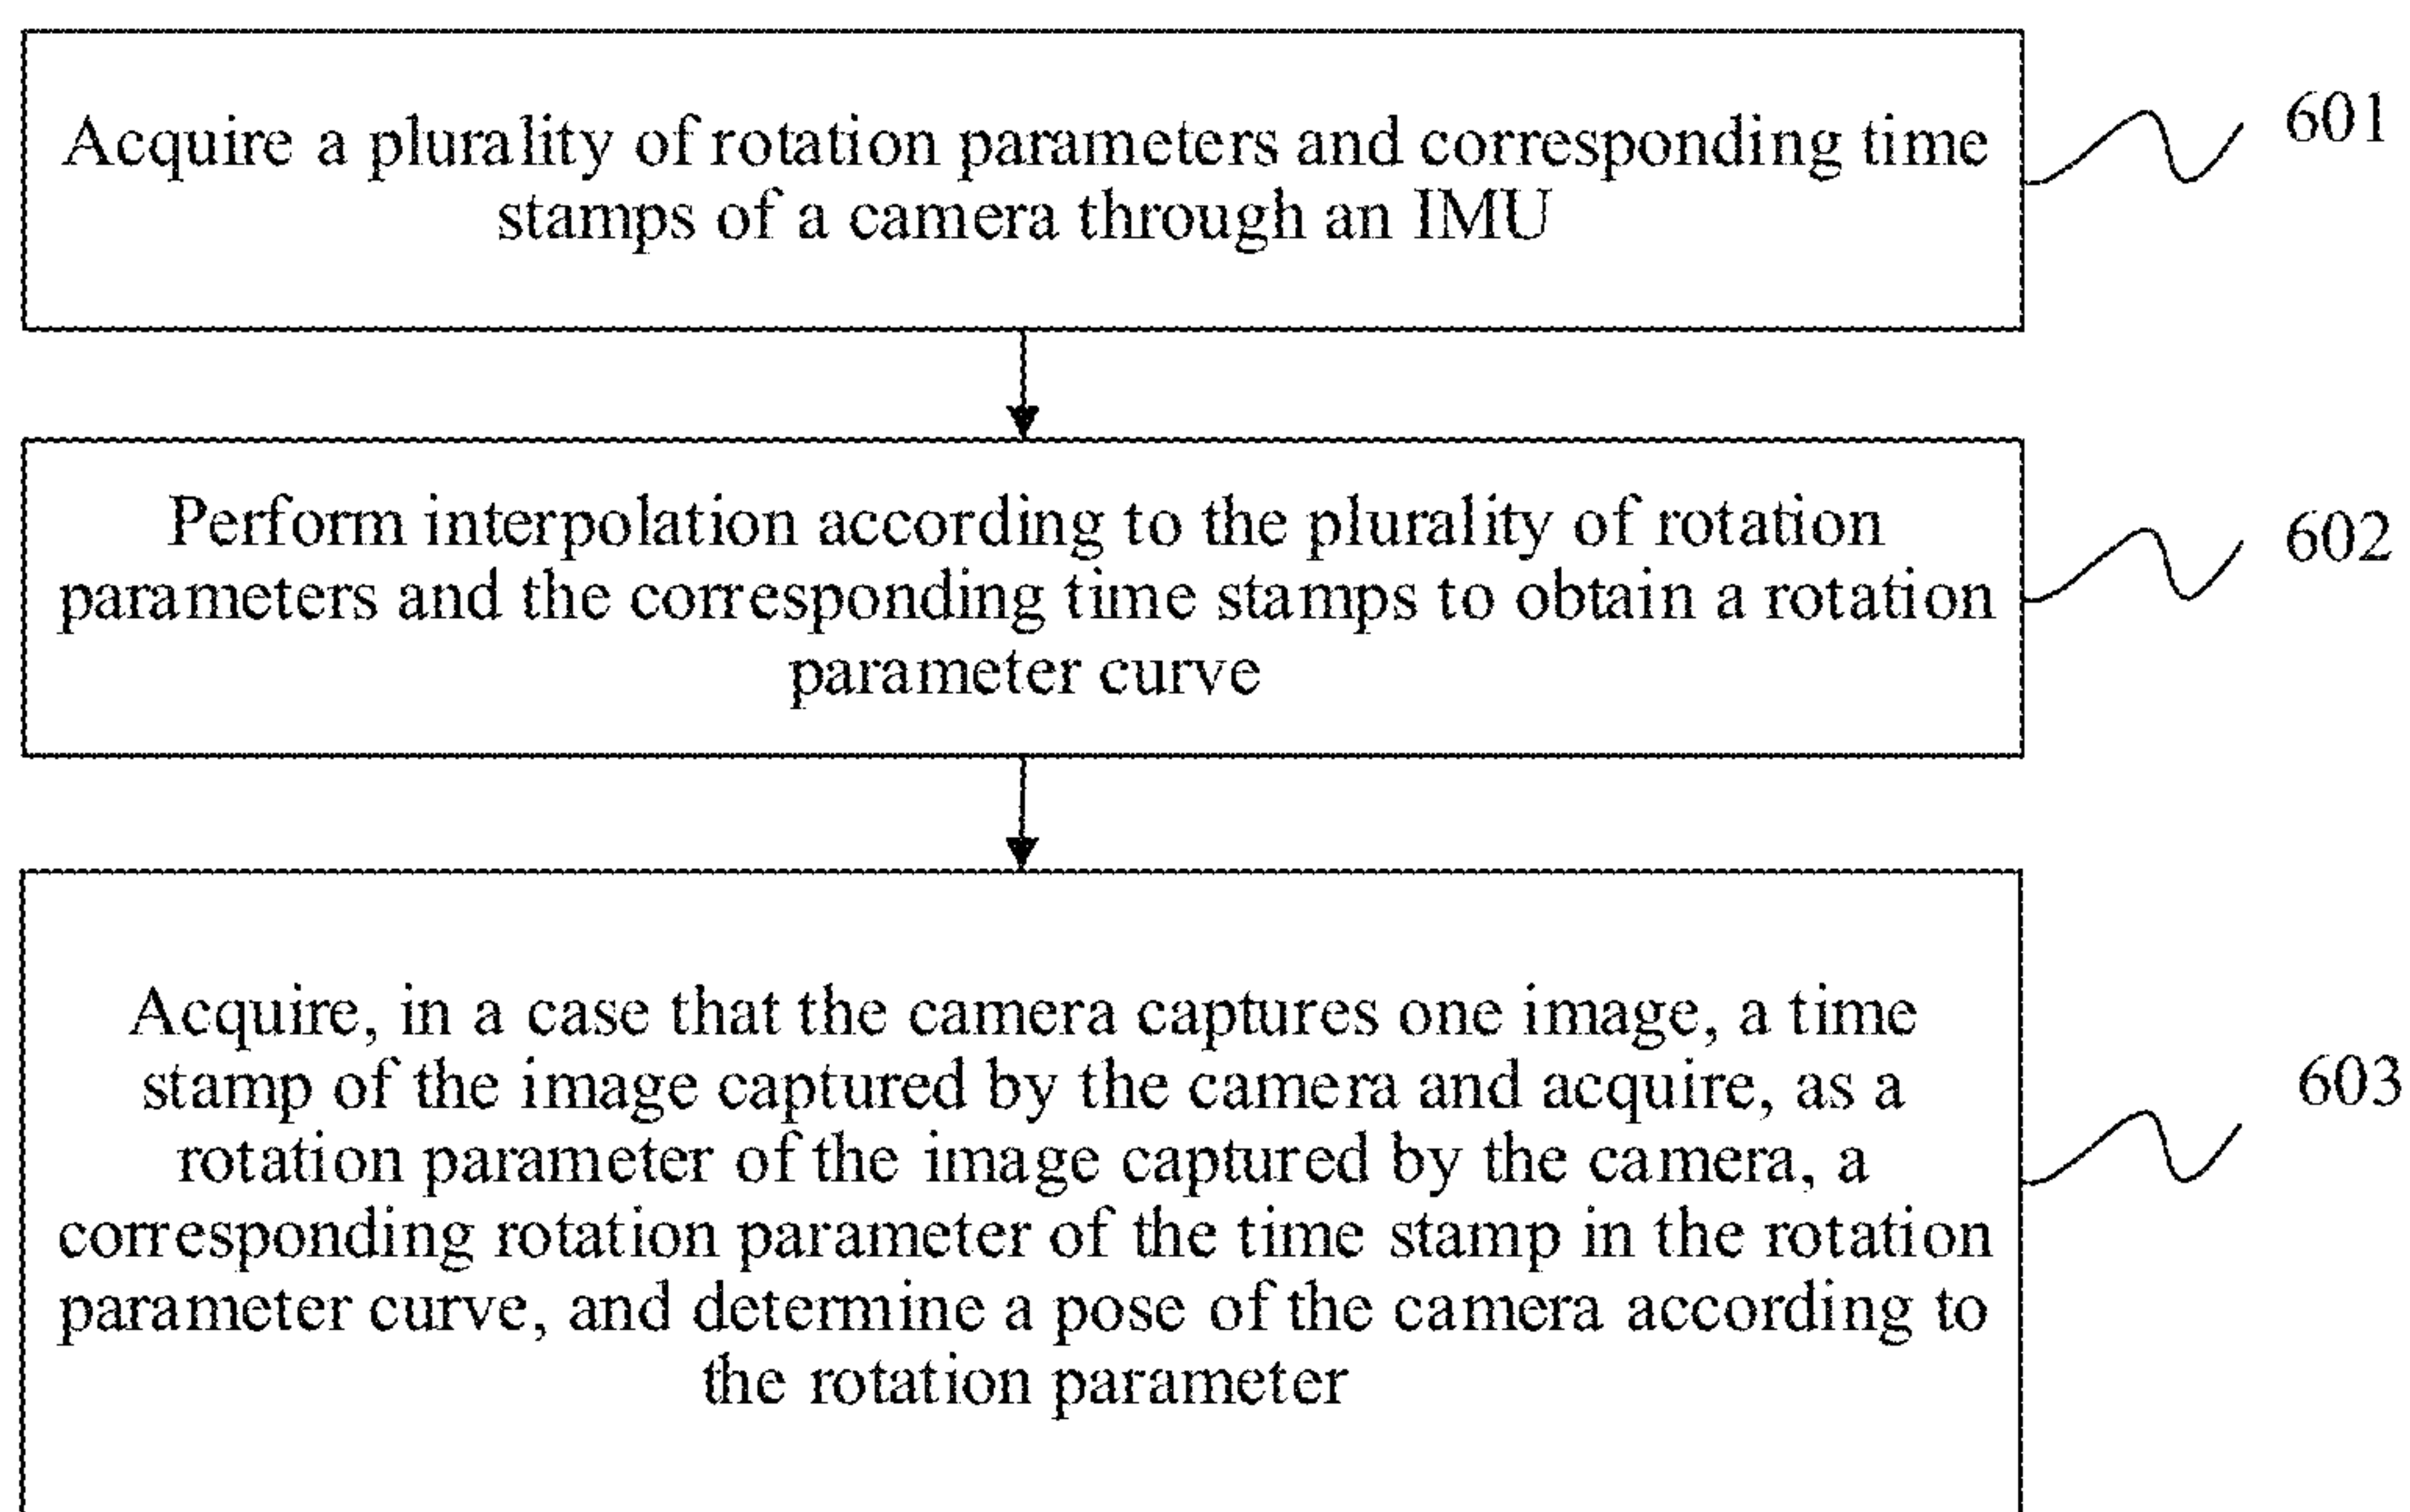 Acquire a plurality of rotation parameters and corresponding time
stamps of a camera through an IMU
601
Perform interpolation according to the plurality of rotation
parameters and the corresponding time stamps to obtain a rotation
parameter curve
602
Acquire, in a case that the camera captures one image, a time
stamp of the image captured by the camera and acquire, as a
rotation parameter of the image captured by the camera, a
corresponding rotation parameter of the time stamp in the rotation
parameter curve, and determine a pose of the camera according to
the rotation parameter
603